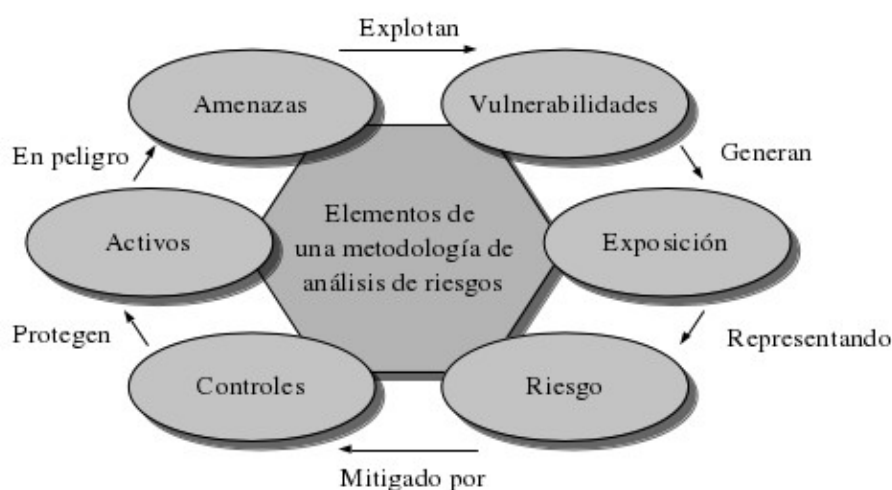 Explotan
Amenazas
Vulnerabilidades
En peligro
Generan
Elementos de
una metodología de
análisis de riesgos
Activos
Exposición
Protegen
Representando
Controles
Riesgo
Mitigado por